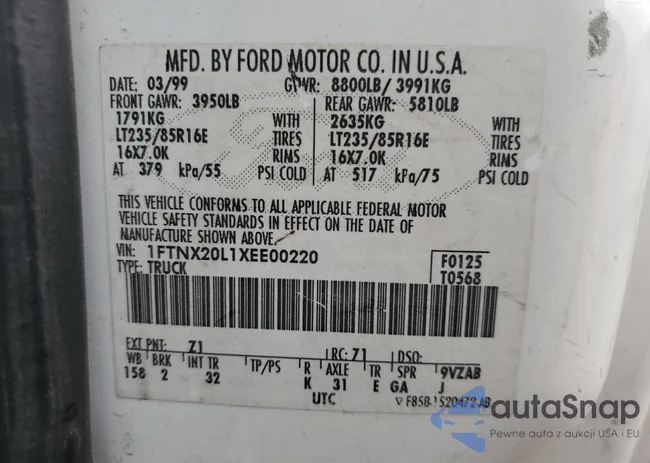 MFD. BY FORD MOTOR CO. IN U.S.A.
DATE: 03/99 GVWR: 8800LB/ 3991KG
FRONT GAWR: 3950LB REAR GAWR: 5810LB
1791KG WITH 2635KG WITH
LT235/85R16E TIRES LT235/85R16E TIRES
16X7.0K RIMS 16X7.0K RIMS
AT 379 kPa/55 PSI COLD AT 517 kPa/75 PSI COLD
THIS VEHICLE CONFORMS TO ALL APPLICABLE FEDERAL MOTOR
VEHICLE SAFETY STANDARDS IN EFFECT ON THE DATE OF
MANUFACTURE SHOWN ABOVE.
VIN: 1FTNX20L1XEE00220 F0125
TYPE: TRUCK T0568
EXT PNT: Z1 RC: 71 DSO:
WB BRK INT TR TP/PS R AXLE TR SPR 9VZAB
158 2 32 K 31 E GA J
UTC ▽ F85B-1520472-AB
autaSnap
Pewne auta z aukcji USA i EU